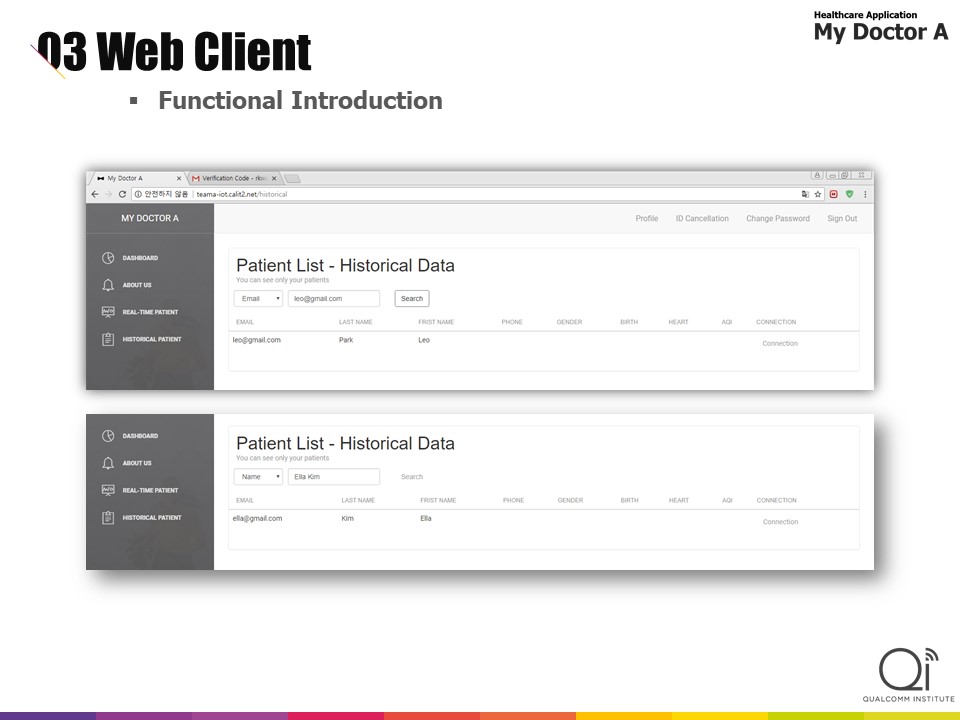 Healthcare Application
My Doctor A
03 Web Client
▪ Functional Introduction
My Doctor A × Verification Code - rkw ×
안전하지 않음 | teama-iot.calit2.net/historical
MY DOCTOR A
Profile ID Cancellation Change Password Sign Out
DASHBOARD
ABOUT US
REAL-TIME PATIENT
HISTORICAL PATIENT
Patient List - Historical Data
You can see only your patients
Email leo@gmail.com Search
EMAIL LAST NAME FRIST NAME PHONE GENDER BIRTH HEART AQI CONNECTION
leo@gmail.com Park Leo Connection
DASHBOARD
ABOUT US
REAL-TIME PATIENT
HISTORICAL PATIENT
Patient List - Historical Data
You can see only your patients
Name Ella Kim Search
EMAIL LAST NAME FRIST NAME PHONE GENDER BIRTH HEART AQI CONNECTION
ella@gmail.com Kim Ella Connection
Qi
QUALCOMM INSTITUTE